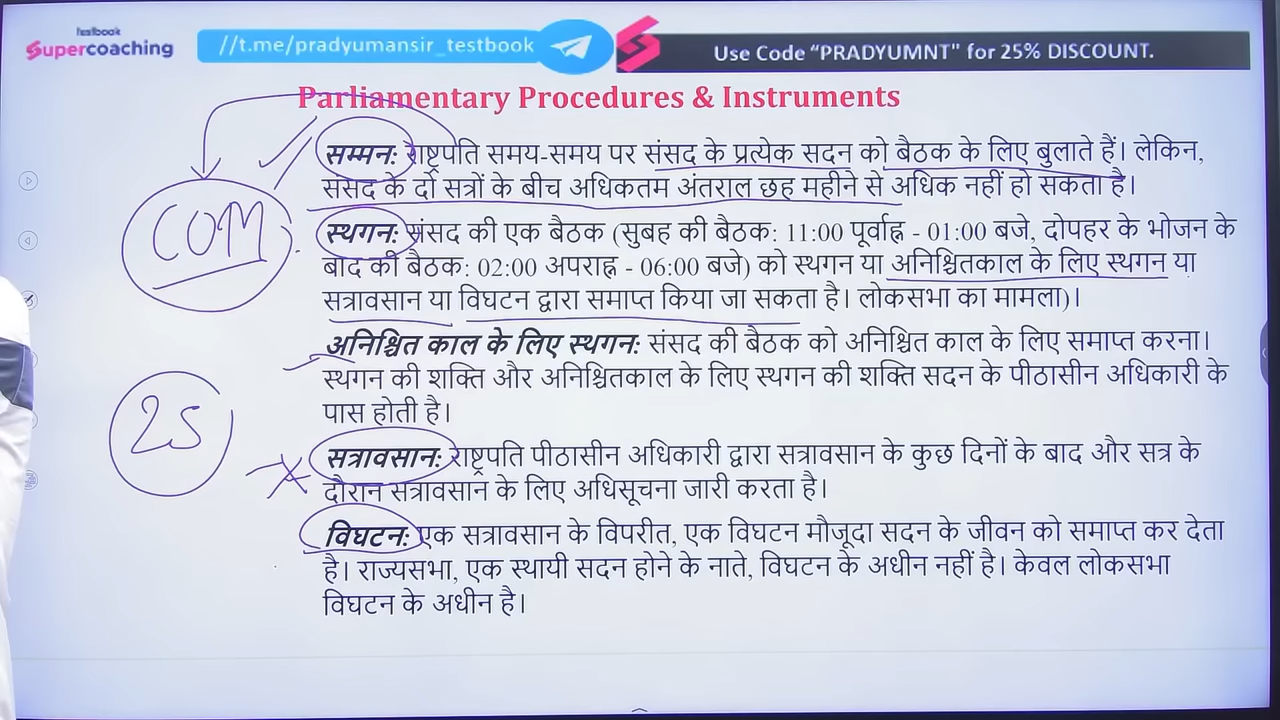 testbook
Supercoaching
//t.me/pradyumansir_testbook
Use Code “PRADYUMNT" for 25% DISCOUNT.
Parliamentary Procedures & Instruments
सम्मन: राष्ट्रपति समय-समय पर संसद के प्रत्येक सदन को बैठक के लिए बुलाते हैं। लेकिन,
संसद के दो सत्रों के बीच अधिकतम अंतराल छह महीने से अधिक नहीं हो सकता है।
COM
स्थगन: संसद की एक बैठक (सुबह की बैठक: 11:00 पूर्वाह्न - 01:00 बजे, दोपहर के भोजन के
बाद की बैठक: 02:00 अपराह्न - 06:00 बजे) को स्थगन या अनिश्चितकाल के लिए स्थगन या
सत्रावसान या विघटन द्वारा समाप्त किया जा सकता है। लोकसभा का मामला)।
अनिश्चित काल के लिए स्थगन: संसद की बैठक को अनिश्चित काल के लिए समाप्त करना।
स्थगन की शक्ति और अनिश्चितकाल के लिए स्थगन की शक्ति सदन के पीठासीन अधिकारी के
पास होती है।
25
सत्रावसान: राष्ट्रपति पीठासीन अधिकारी द्वारा सत्रावसान के कुछ दिनों के बाद और सत्र के
दौरान सत्रावसान के लिए अधिसूचना जारी करता है।
विघटन: एक सत्रावसान के विपरीत, एक विघटन मौजूदा सदन के जीवन को समाप्त कर देता
है। राज्यसभा, एक स्थायी सदन होने के नाते, विघटन के अधीन नहीं है। केवल लोकसभा
विघटन के अधीन है।